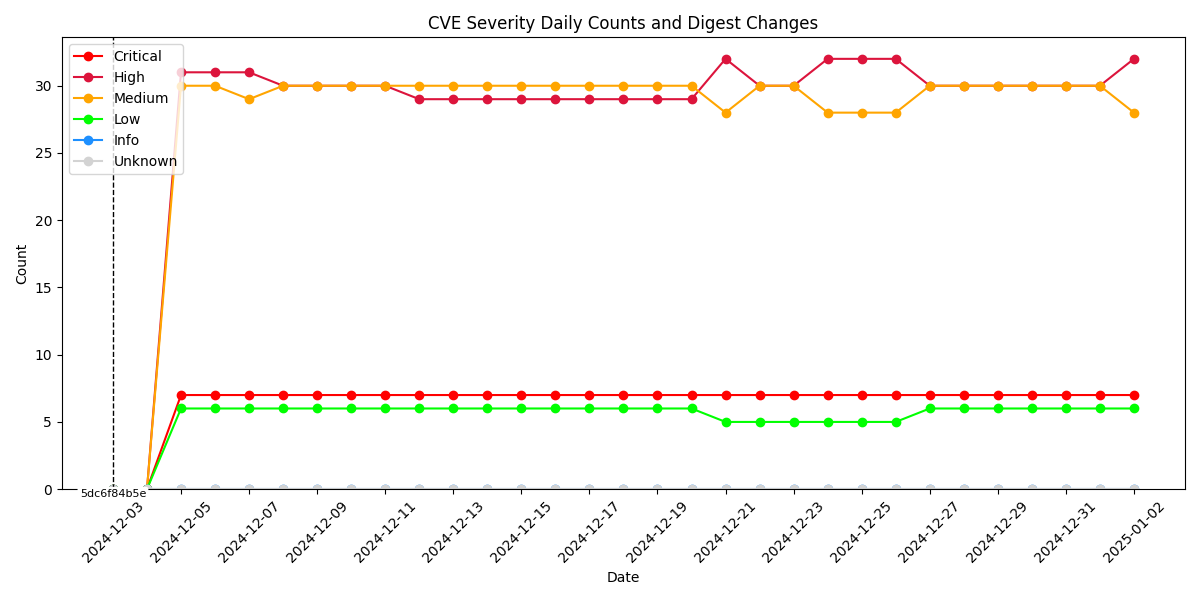 CVE Severity Daily Counts and Digest Changes
Critical
High
Medium
Low
Info
Unknown
Count
30
25
20
15
10
5
0
5dc6f84b5e
2024-12-03
2024-12-05
2024-12-07
2024-12-09
2024-12-11
2024-12-13
2024-12-15
2024-12-17
2024-12-19
2024-12-21
2024-12-23
2024-12-25
2024-12-27
2024-12-29
2024-12-31
2025-01-02
Date